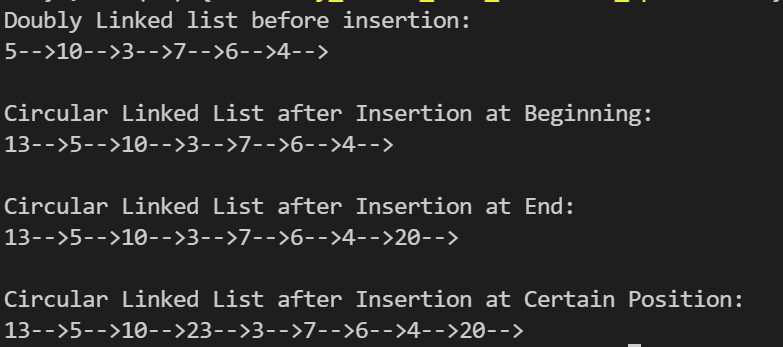 Doubly Linked list before insertion:
5-->10-->3-->7-->6-->4-->
Circular Linked List after Insertion at Beginning:
13-->5-->10-->3-->7-->6-->4-->
Circular Linked List after Insertion at End:
13-->5-->10-->3-->7-->6-->4-->20-->
Circular Linked List after Insertion at Certain Position:
13-->5-->10-->23-->3-->7-->6-->4-->20-->